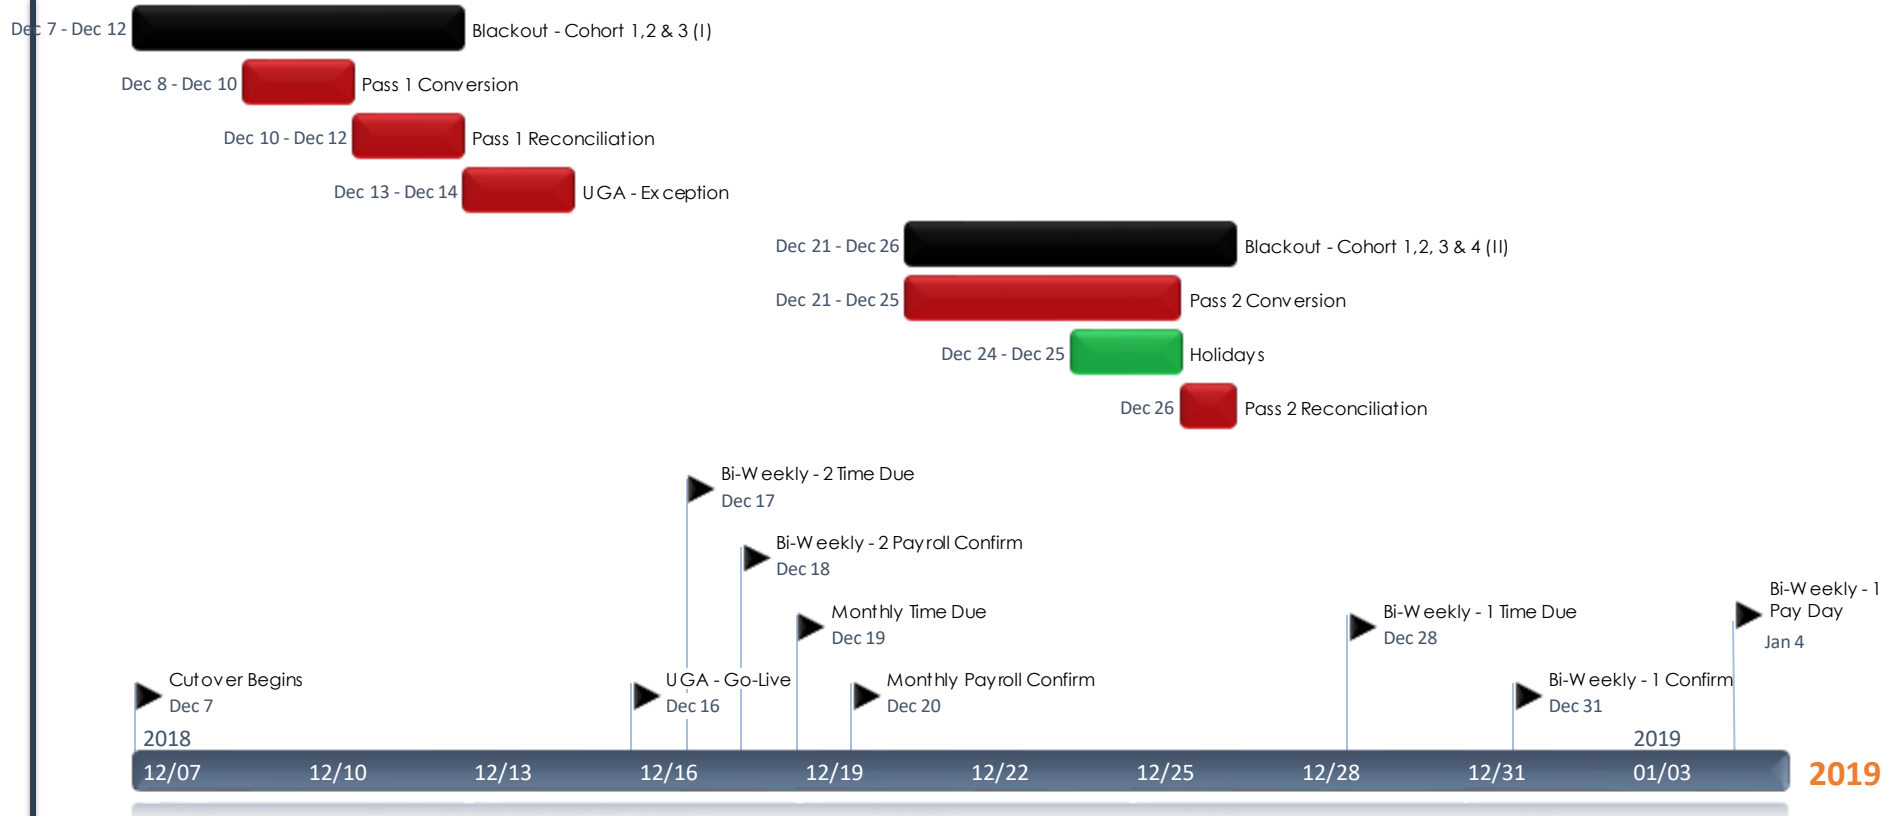 Dec 7 - Dec 12 Blackout - Cohort 1,2 & 3 (I)
Dec 8 - Dec 10 Pass 1 Conversion
Dec 10 - Dec 12 Pass 1 Reconciliation
Dec 13 - Dec 14 UGA - Exception
Dec 21 - Dec 26 Blackout - Cohort 1,2, 3 & 4 (II)
Dec 21 - Dec 25 Pass 2 Conversion
Dec 24 - Dec 25 Holidays
Dec 26 Pass 2 Reconciliation
Bi-Weekly - 2 Time Due
Dec 17
Bi-Weekly - 2 Payroll Confirm
Dec 18
Bi-Weekly - 1
Pay Day
Jan 4
Monthly Time Due
Dec 19
Bi-Weekly - 1 Time Due
Dec 28
Cutover Begins
Dec 7
UGA - Go-Live
Dec 16
Monthly Payroll Confirm
Dec 20
Bi-Weekly - 1 Confirm
Dec 31
2018 2019
12/07 12/10 12/13 12/16 12/19 12/22 12/25 12/28 12/31 01/03 2019